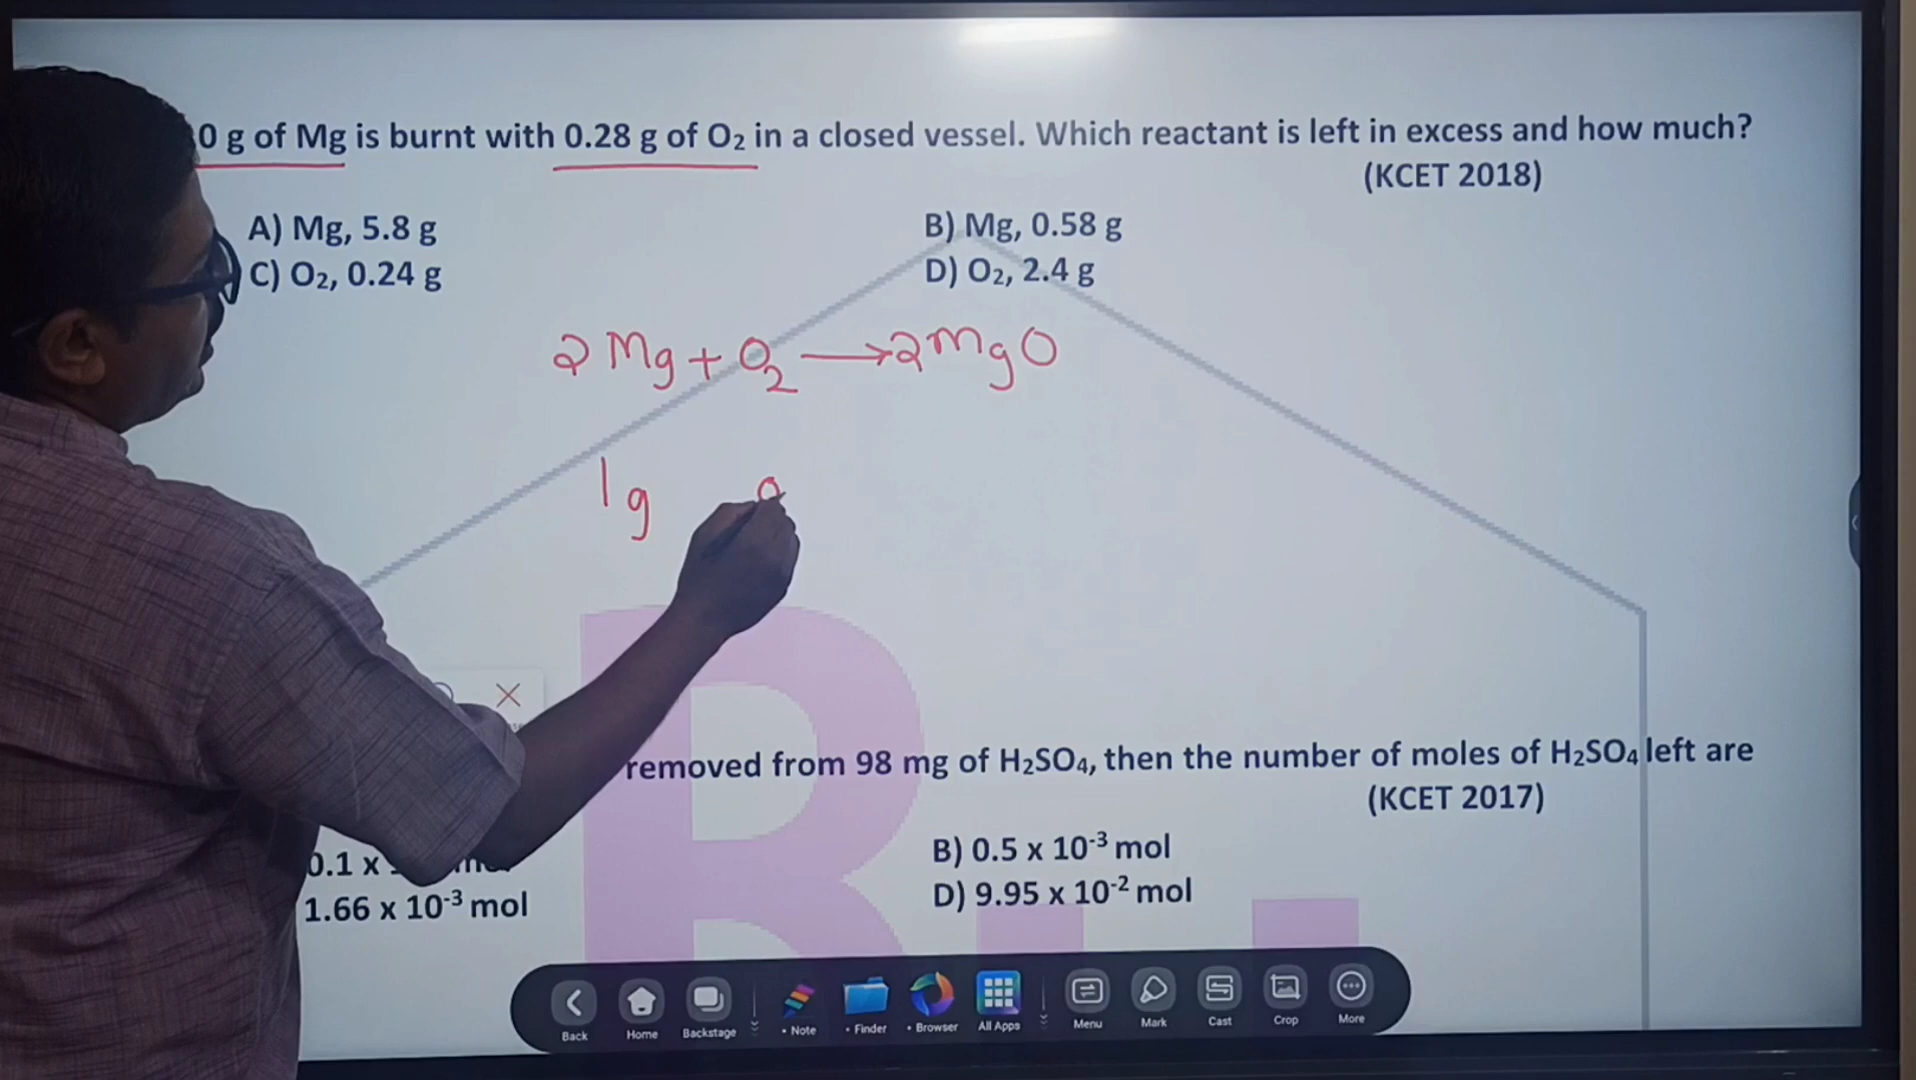 0 g of Mg is burnt with 0.28 g of O₂ in a closed vessel. Which reactant is left in excess and how much?
(KCET 2018)
A) Mg, 5.8 g
B) Mg, 0.58 g
C) O₂, 0.24 g
D) O₂, 2.4 g
2Mg + O₂ → 2MgO
1g
removed from 98 mg of H₂SO₄, then the number of moles of H₂SO₄ left are
(KCET 2017)
0.1 x
B) 0.5 x 10⁻³ mol
1.66 x 10⁻³ mol
D) 9.95 x 10⁻² mol
Back Home Backstage • Note • Finder • Browser All Apps Menu Mark Cast Crop More